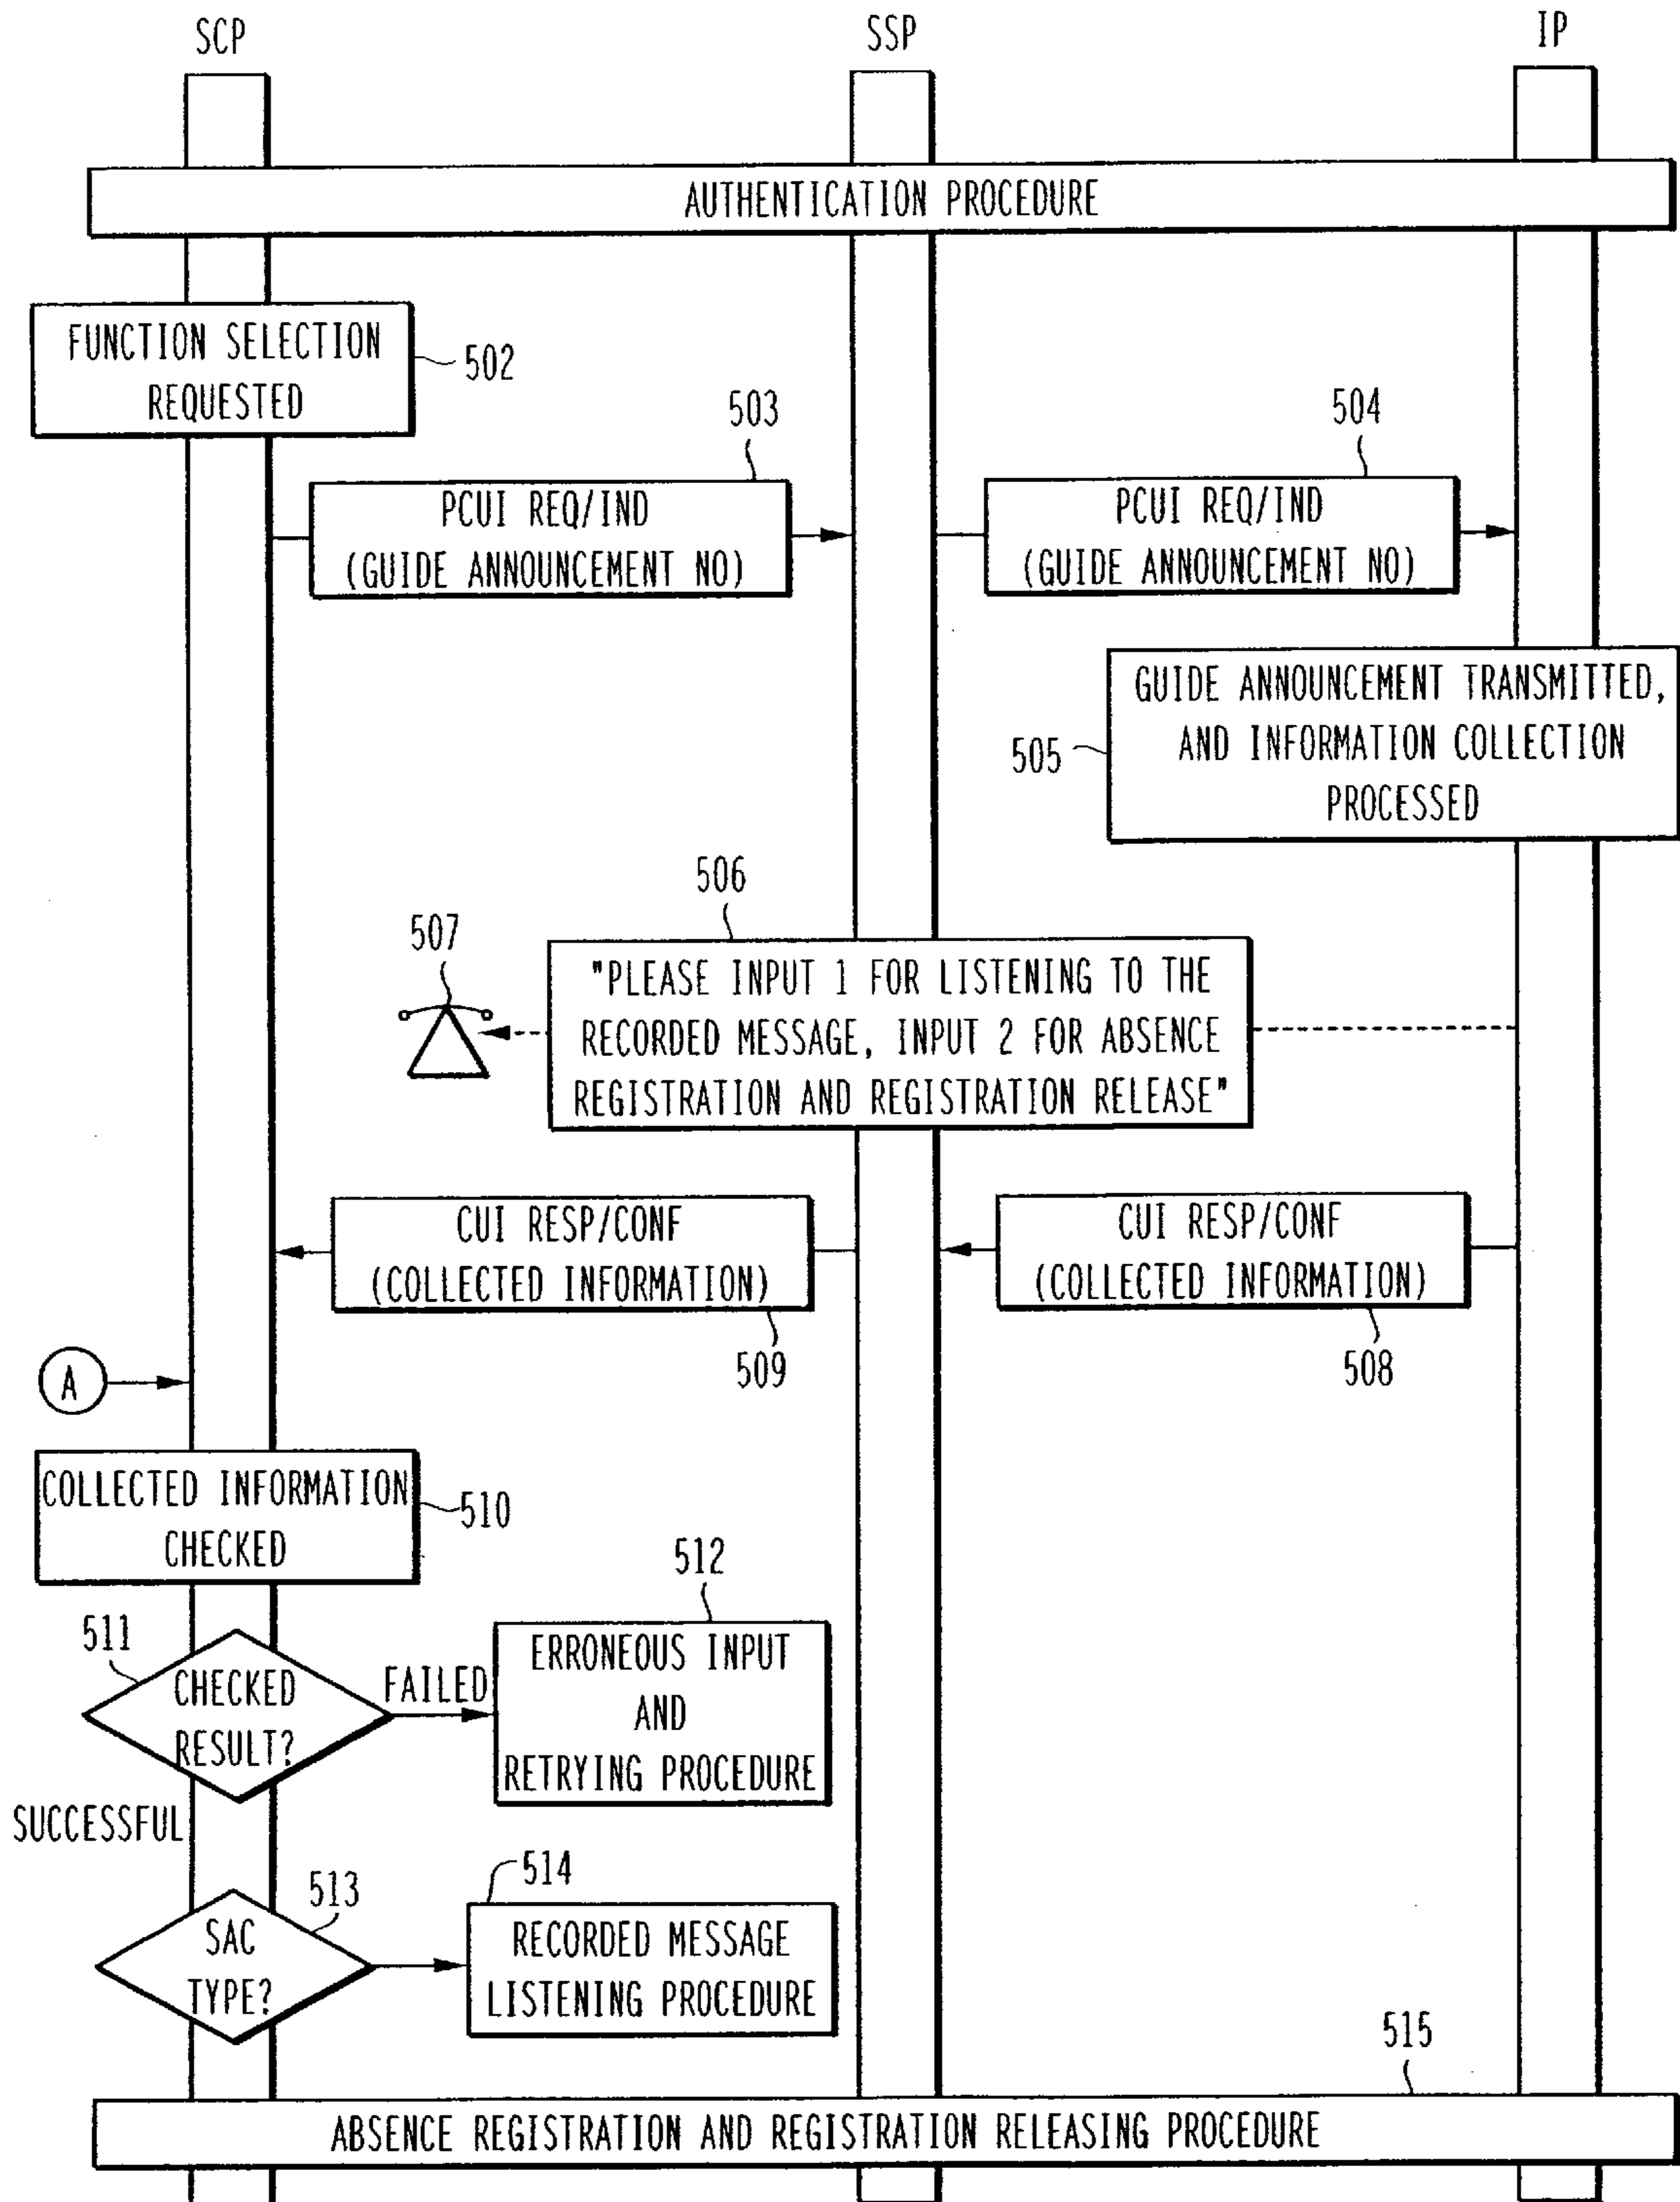 SCP
SSP
IP
AUTHENTICATION PROCEDURE
FUNCTION SELECTION
REQUESTED
502
503
504
PCUI REQ/IND
(GUIDE ANNOUNCEMENT NO)
PCUI REQ/IND
(GUIDE ANNOUNCEMENT NO)
505
GUIDE ANNOUNCEMENT TRANSMITTED,
AND INFORMATION COLLECTION
PROCESSED
506
507
"PLEASE INPUT 1 FOR LISTENING TO THE
RECORDED MESSAGE, INPUT 2 FOR ABSENCE
REGISTRATION AND REGISTRATION RELEASE"
CUI RESP/CONF
(COLLECTED INFORMATION)
509
CUI RESP/CONF
(COLLECTED INFORMATION)
508
A
COLLECTED INFORMATION
CHECKED
510
511
CHECKED
RESULT?
FAILED
512
ERRONEOUS INPUT
AND
RETRYING PROCEDURE
SUCCESSFUL
513
SAC
TYPE?
514
RECORDED MESSAGE
LISTENING PROCEDURE
515
ABSENCE REGISTRATION AND REGISTRATION RELEASING PROCEDURE